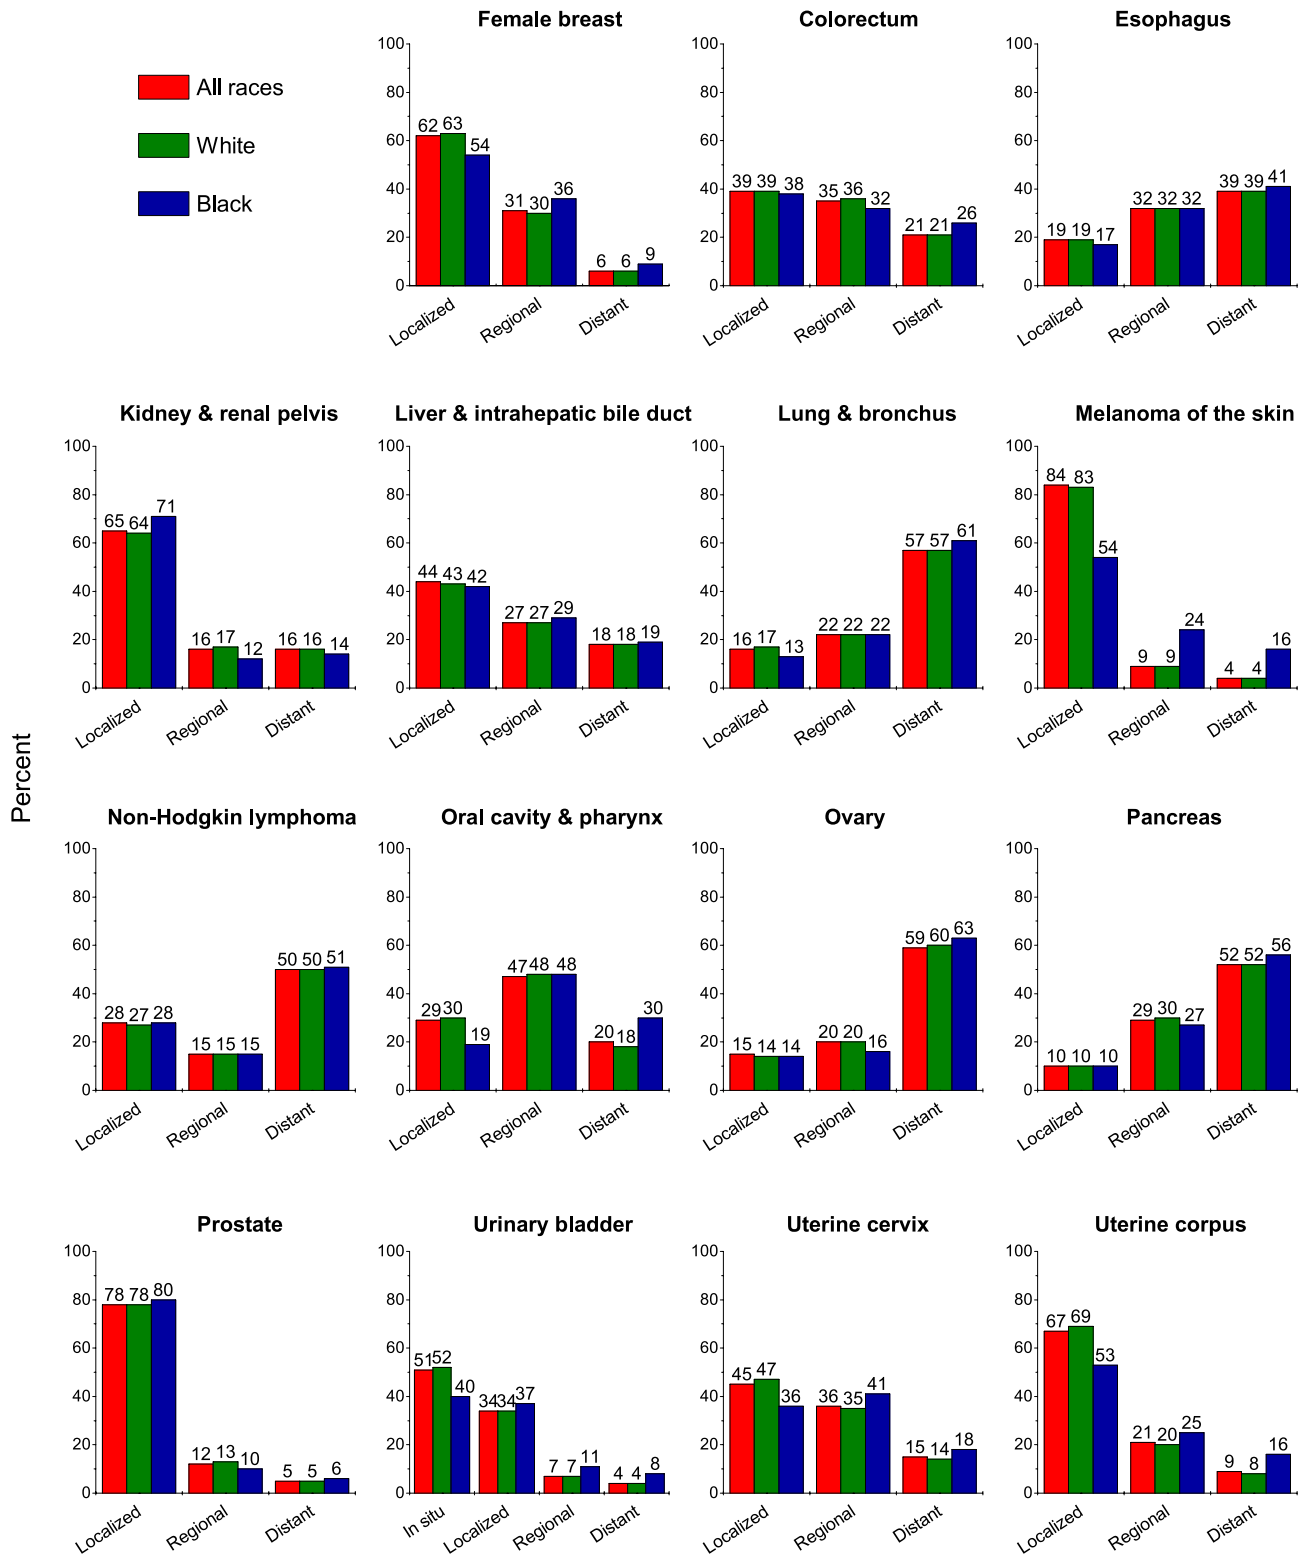 Female breast
Colorectum
Esophagus
All races
White
Black
100
80
60
40
20
0
62 63 54
31 30 36
6 6 9
Localized Regional Distant
100
80
60
40
20
0
39 39 38
35 36 32
21 21 26
Localized Regional Distant
100
80
60
40
20
0
19 19 17
32 32 32
39 39 41
Localized Regional Distant
Percent
Kidney & renal pelvis
100
80
60
40
20
0
65 64 71
16 17 12
16 16 14
Localized Regional Distant
Liver & intrahepatic bile duct
100
80
60
40
20
0
44 43 42
27 27 29
18 18 19
Localized Regional Distant
Lung & bronchus
100
80
60
40
20
0
16 17 13
22 22 22
57 57 61
Localized Regional Distant
Melanoma of the skin
100
80
60
40
20
0
84 83 54
9 9 24
4 4 16
Localized Regional Distant
Non-Hodgkin lymphoma
100
80
60
40
20
0
28 27 28
15 15 15
50 50 51
Localized Regional Distant
Oral cavity & pharynx
100
80
60
40
20
0
29 30 19
47 48 48
20 18 30
Localized Regional Distant
Ovary
100
80
60
40
20
0
15 14 14
20 20 16
59 60 63
Localized Regional Distant
Pancreas
100
80
60
40
20
0
10 10 10
29 30 27
52 52 56
Localized Regional Distant
Prostate
100
80
60
40
20
0
78 78 80
12 13 10
5 5 6
Localized Regional Distant
Urinary bladder
100
80
60
40
20
0
51 52 40
34 34 37
7 7 11
4 4 8
In situ Localized Regional Distant
Uterine cervix
100
80
60
40
20
0
45 47 36
36 35 41
15 14 18
Localized Regional Distant
Uterine corpus
100
80
60
40
20
0
67 69 53
21 20 25
9 8 16
Localized Regional Distant